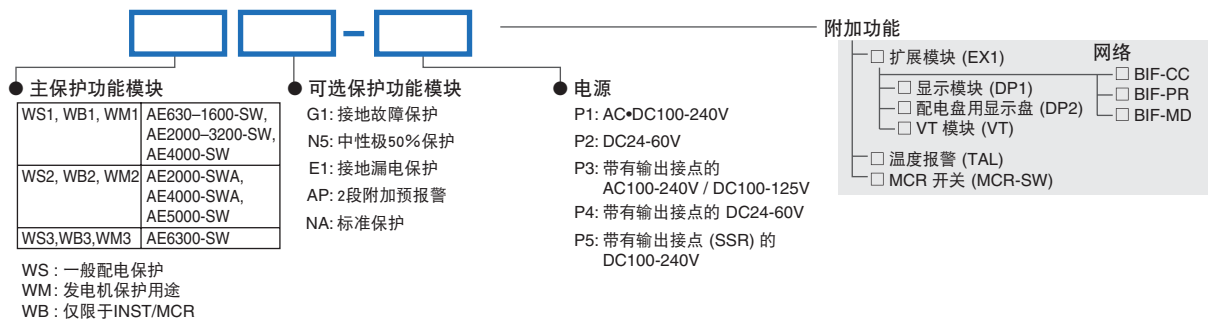 附加功能
□ 扩展模块 (EX1)
网络
□ BIF-CC
□ BIF-PR
□ BIF-MD
□ 显示模块 (DP1)
□ 配电盘用显示盘 (DP2)
□ VT 模块 (VT)
□ 温度报警 (TAL)
□ MCR 开关 (MCR-SW)
● 主保护功能模块
WS1, WB1, WM1 AE630–1600-SW,
AE2000–3200-SW,
AE4000-SW
WS2, WB2, WM2 AE2000-SWA,
AE4000-SWA,
AE5000-SW
WS3,WB3,WM3 AE6300-SW
WS : 一般配电保护
WM : 发电机保护用途
WB : 仅限于INST/MCR
● 可选保护功能模块
G1: 接地故障保护
N5: 中性极50%保护
E1: 接地漏电保护
AP: 2段附加预报警
NA: 标准保护
● 电源
P1: AC•DC100-240V
P2: DC24-60V
P3: 带有输出接点的
AC100-240V / DC100-125V
P4: 带有输出接点的 DC24-60V
P5: 带有输出接点 (SSR) 的
DC100-240V